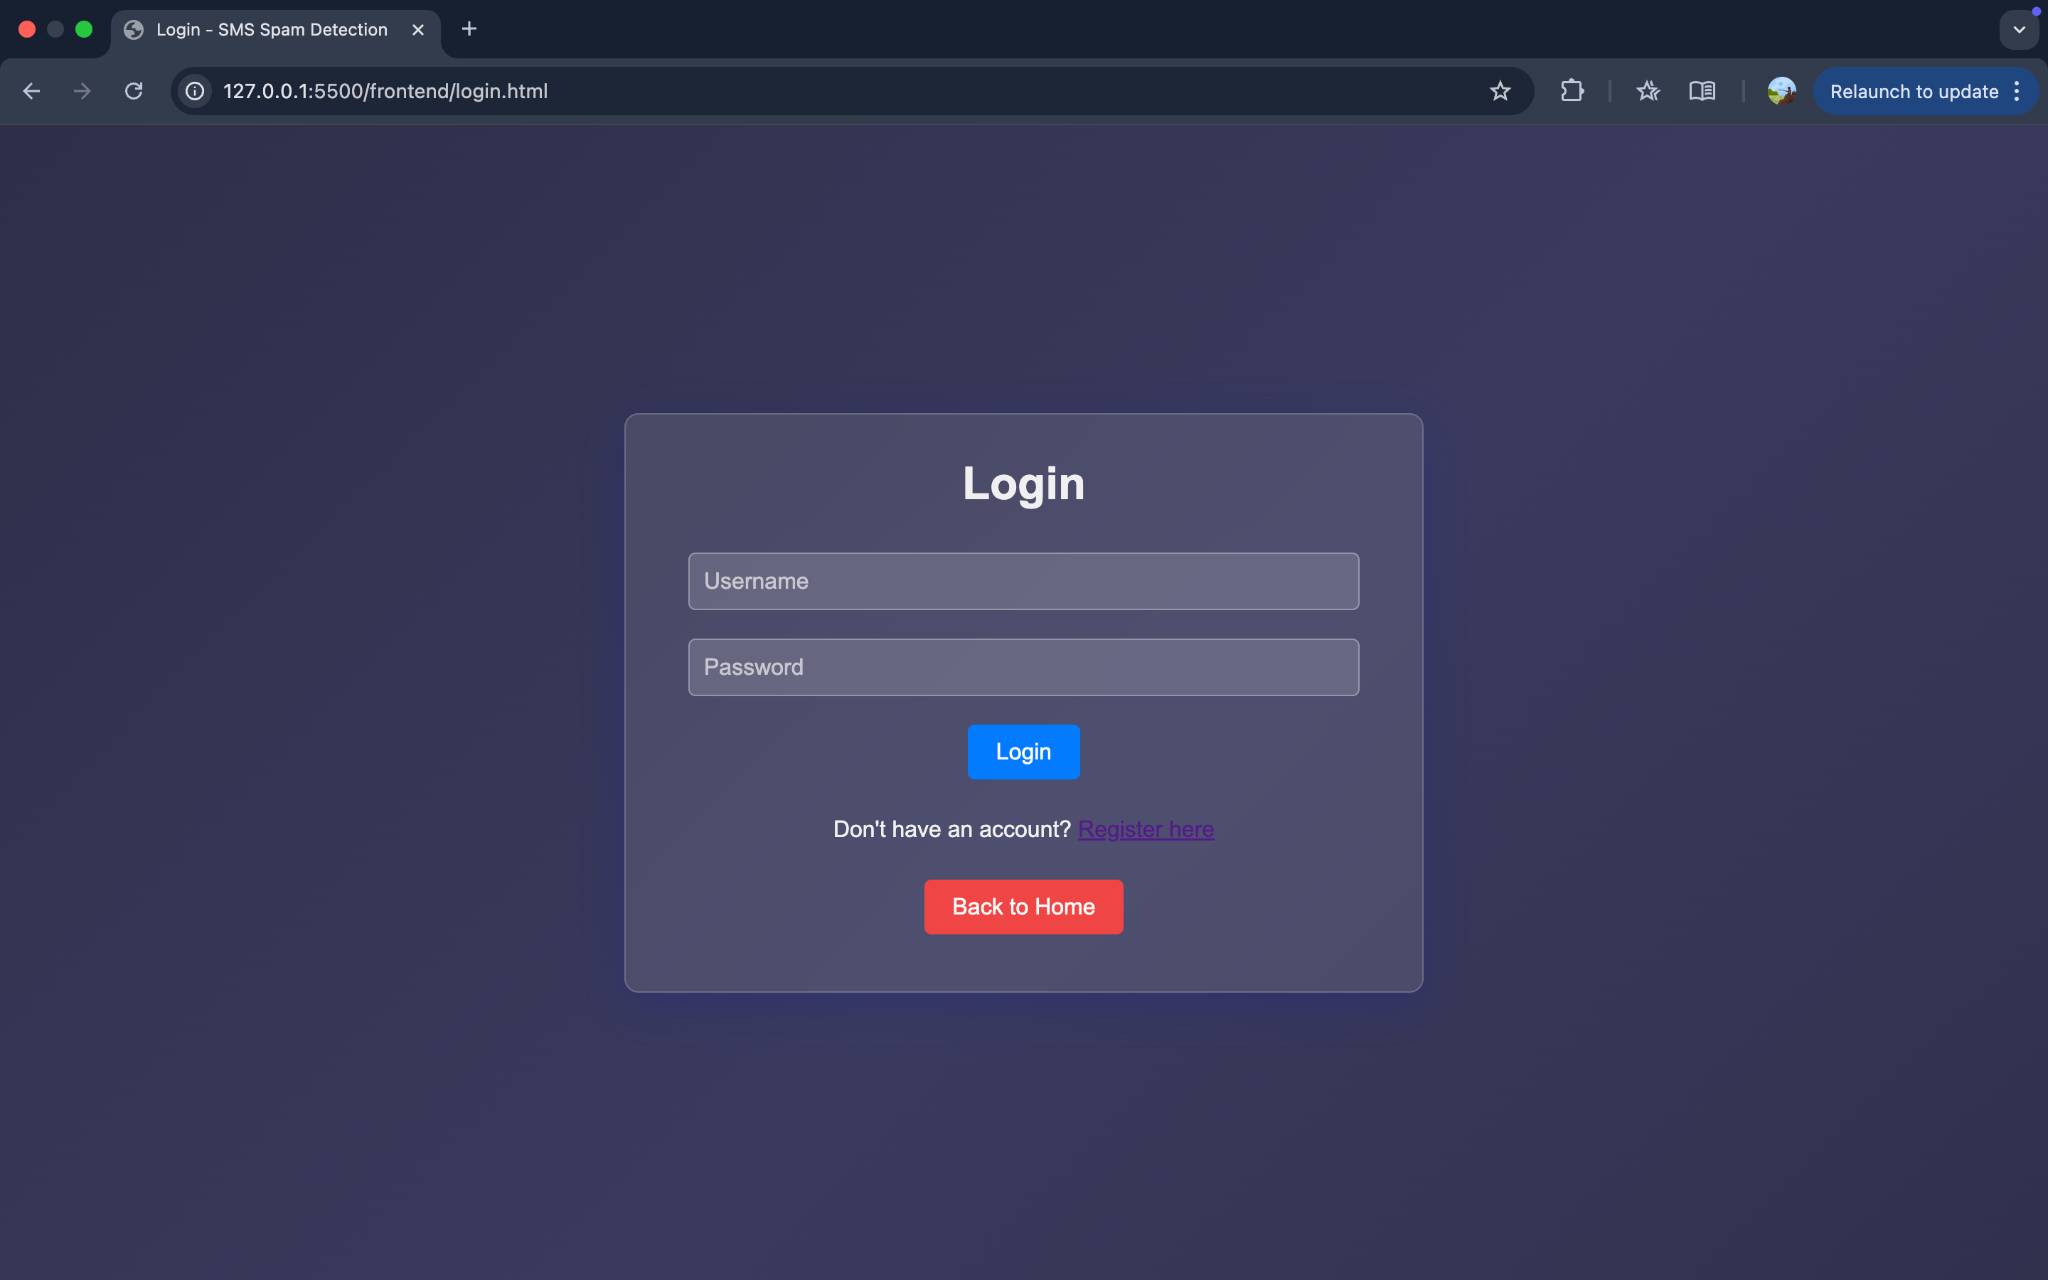 Login - SMS Spam Detection
127.0.0.1:5500/frontend/login.html
Relaunch to update
Login
Username
Password
Login
Don't have an account? Register here
Back to Home